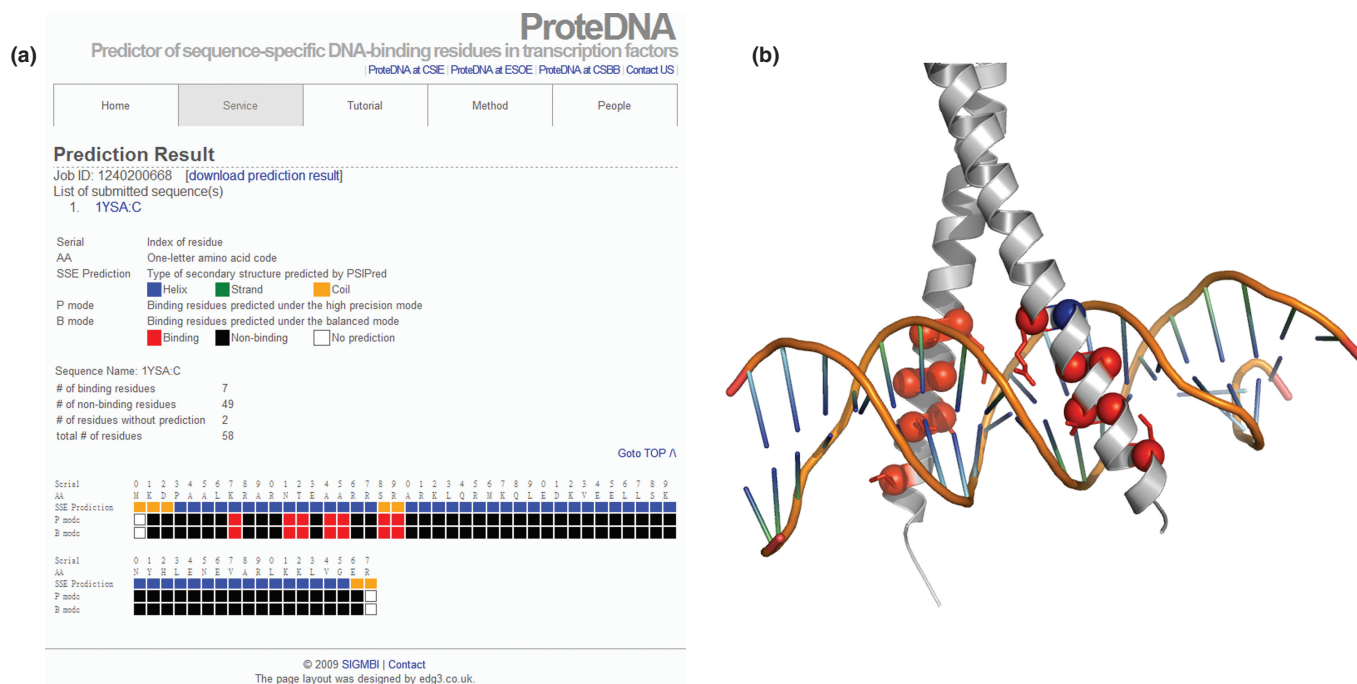 (a)
ProteDNA
Predictor of sequence-specific DNA-binding residues in transcription factors
| ProteDNA at CSIE | ProteDNA at ESOE | ProteDNA at CSBB | Contact US |
Home Service Tutorial Method People
Prediction Result
Job ID: 1240200668 [download prediction result]
List of submitted sequence(s)
1. 1YSA:C
Serial Index of residue
AA One-letter amino acid code
SSE Prediction Type of secondary structure predicted by PSIPred
Helix Strand Coil
P mode Binding residues predicted under the high precision mode
B mode Binding residues predicted under the balanced mode
Binding Non-binding No prediction
Sequence Name: 1YSA:C
# of binding residues 7
# of non-binding residues 49
# of residues without prediction 2
total # of residues 58
Goto TOP /\
Serial 0 1 2 3 4 5 6 7 8 9 0 1 2 3 4 5 6 7 8 9 0 1 2 3 4 5 6 7 8 9 0 1 2 3 4 5 6 7 8 9
AA M K D P A A L K R A R N T E A A R R S R A R K L Q R M K Q L E D K V E E L L S K
SSE Prediction
P mode
B mode
Serial 0 1 2 3 4 5 6 7 8 9 0 1 2 3 4 5 6 7
AA N Y H L E N E V A R L K K L V G E R
SSE Prediction
P mode
B mode
© 2009 SIGMBI | Contact
The page layout was designed by edg3.co.uk.
(b)